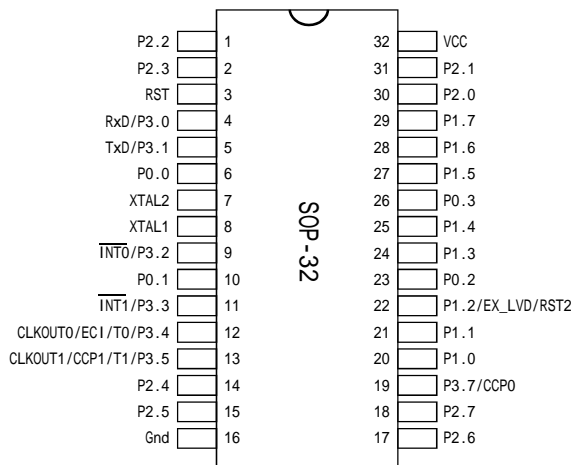 P2.2 1 32 VCC
P2.3 2 31 P2.1
RST 3 30 P2.0
RxD/P3.0 4 29 P1.7
TxD/P3.1 5 28 P1.6
P0.0 6 27 P1.5
XTAL2 7 26 P0.3
XTAL1 8 25 P1.4
INT0/P3.2 9 24 P1.3
P0.1 10 23 P0.2
INT1/P3.3 11 22 P1.2/EX_LVD/RST2
CLKOUT0/ECI/T0/P3.4 12 21 P1.1
CLKOUT1/CCP1/T1/P3.5 13 20 P1.0
P2.4 14 19 P3.7/CCP0
P2.5 15 18 P2.7
Gnd 16 17 P2.6
SOP-32